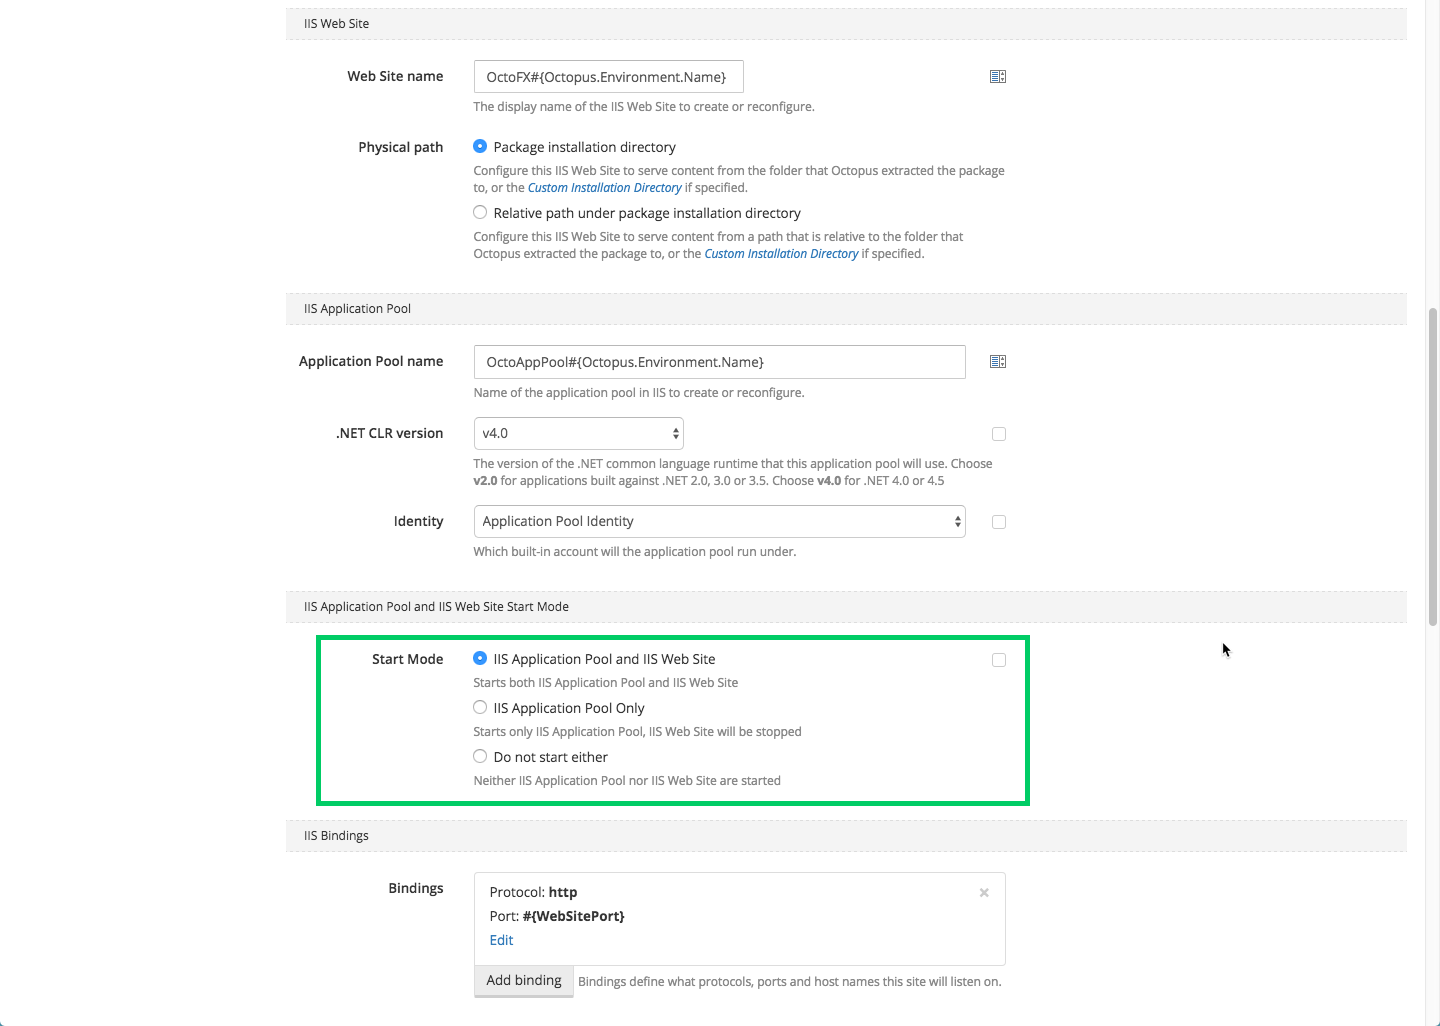 IIS Web Site
Web Site name
OctoFX#{Octopus.Environment.Name}
The display name of the IIS Web Site to create or reconfigure.
Physical path
Package installation directory
Configure this IIS Web Site to serve content from the folder that Octopus extracted the package
to, or the Custom Installation Directory if specified.
Relative path under package installation directory
Configure this IIS Web Site to serve content from a path that is relative to the folder that
Octopus extracted the package to, or the Custom Installation Directory if specified.
IIS Application Pool
Application Pool name
OctoAppPool#{Octopus.Environment.Name}
Name of the application pool in IIS to create or reconfigure.
.NET CLR version
v4.0
The version of the .NET common language runtime that this application pool will use. Choose
v2.0 for applications built against .NET 2.0, 3.0 or 3.5. Choose v4.0 for .NET 4.0 or 4.5
Identity
Application Pool Identity
Which built-in account will the application pool run under.
IIS Application Pool and IIS Web Site Start Mode
Start Mode
IIS Application Pool and IIS Web Site
Starts both IIS Application Pool and IIS Web Site
IIS Application Pool Only
Starts only IIS Application Pool, IIS Web Site will be stopped
Do not start either
Neither IIS Application Pool nor IIS Web Site are started
IIS Bindings
Bindings
Protocol: http
Port: #{WebSitePort}
Edit
Add binding
Bindings define what protocols, ports and host names this site will listen on.